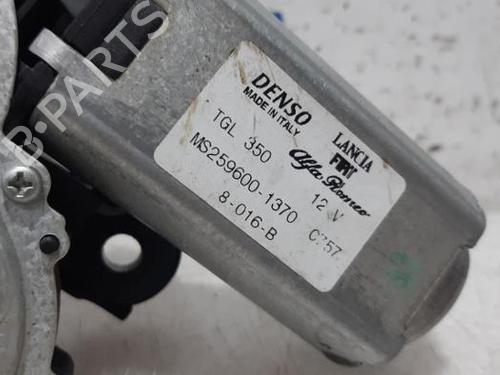 B-PARTS
DENSO
MADE IN ITALY
LANCIA
FIAT
Alfa Romeo
TGL 350
12 V
MS259600-1370
C757
8-016-B